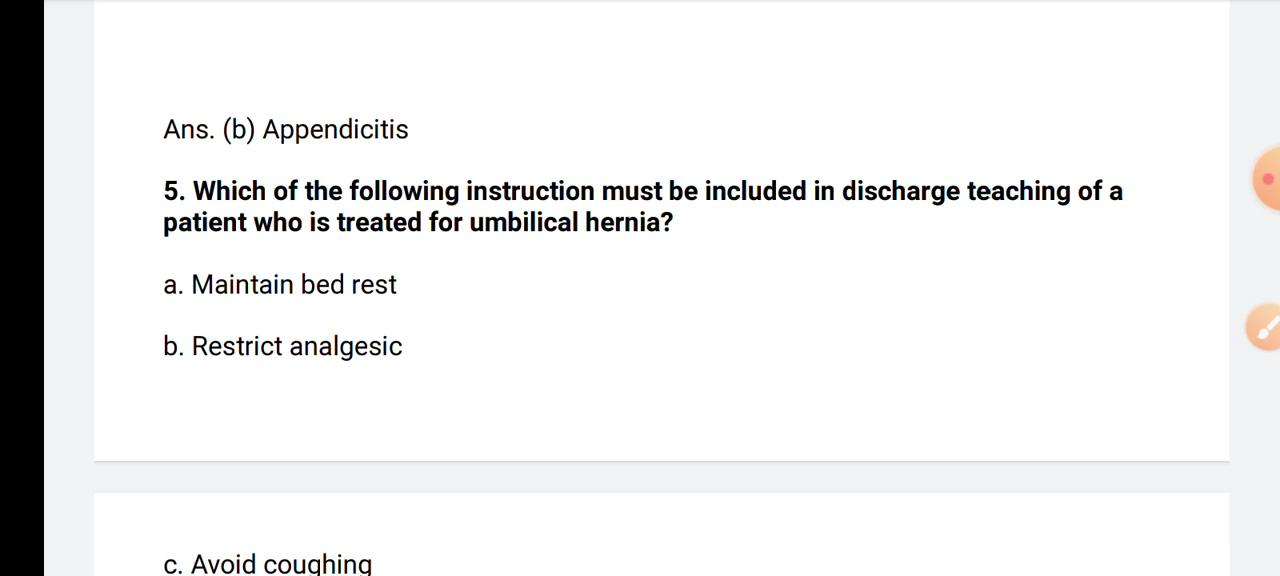 Ans. (b) Appendicitis
5. Which of the following instruction must be included in discharge teaching of a
patient who is treated for umbilical hernia?
a. Maintain bed rest
b. Restrict analgesic
c. Avoid coughing